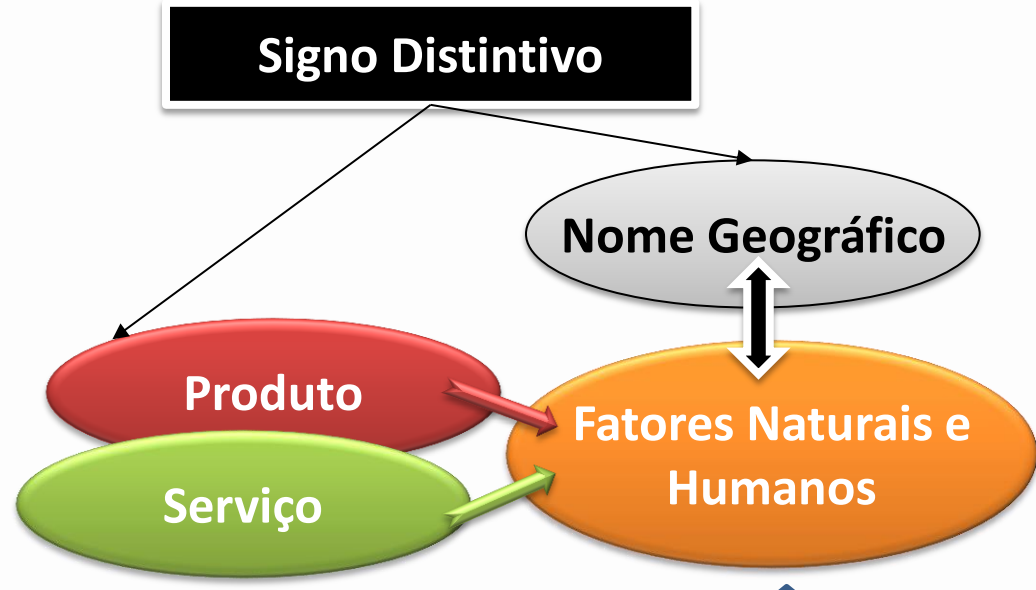 Signo Distintivo
Nome Geográfico
Produto
Fatores Naturais e
Humanos
Serviço